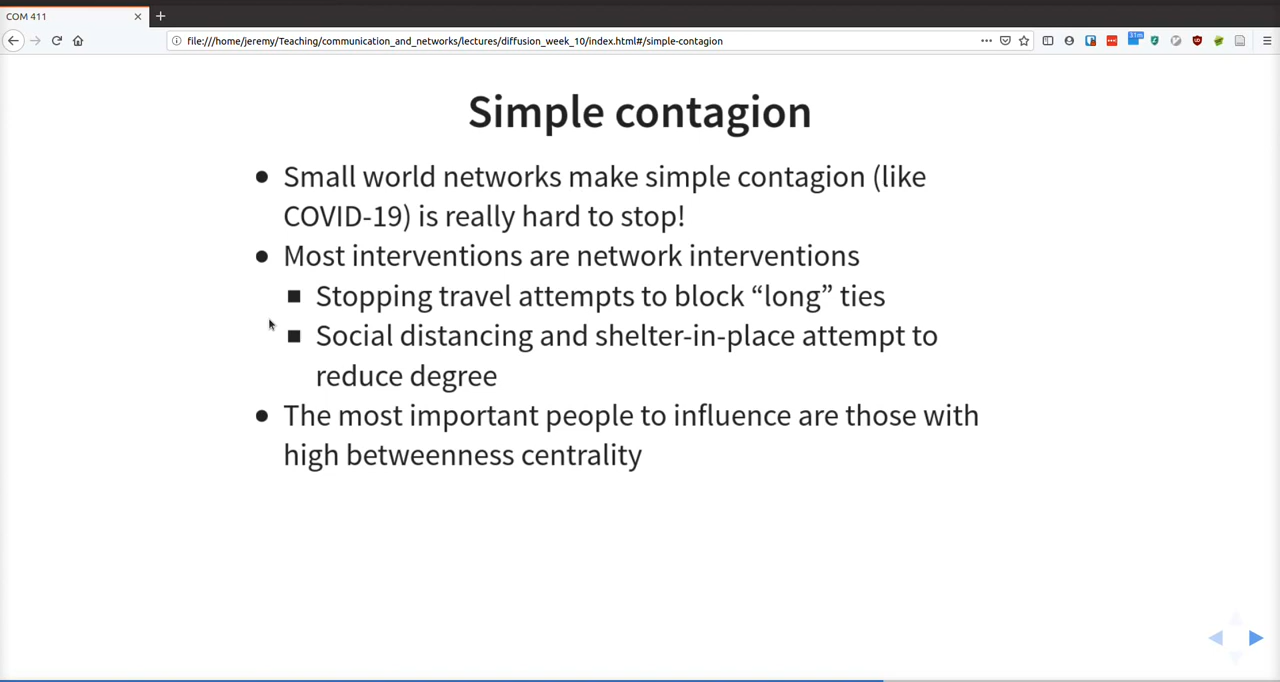 COM 411
file:///home/jeremy/Teaching/communication_and_networks/lectures/diffusion_week_10/index.html#/simple-contagion
31m
Simple contagion
Small world networks make simple contagion (like
COVID-19) is really hard to stop!
Most interventions are network interventions
Stopping travel attempts to block “long” ties
Social distancing and shelter-in-place attempt to
reduce degree
The most important people to influence are those with
high betweenness centrality